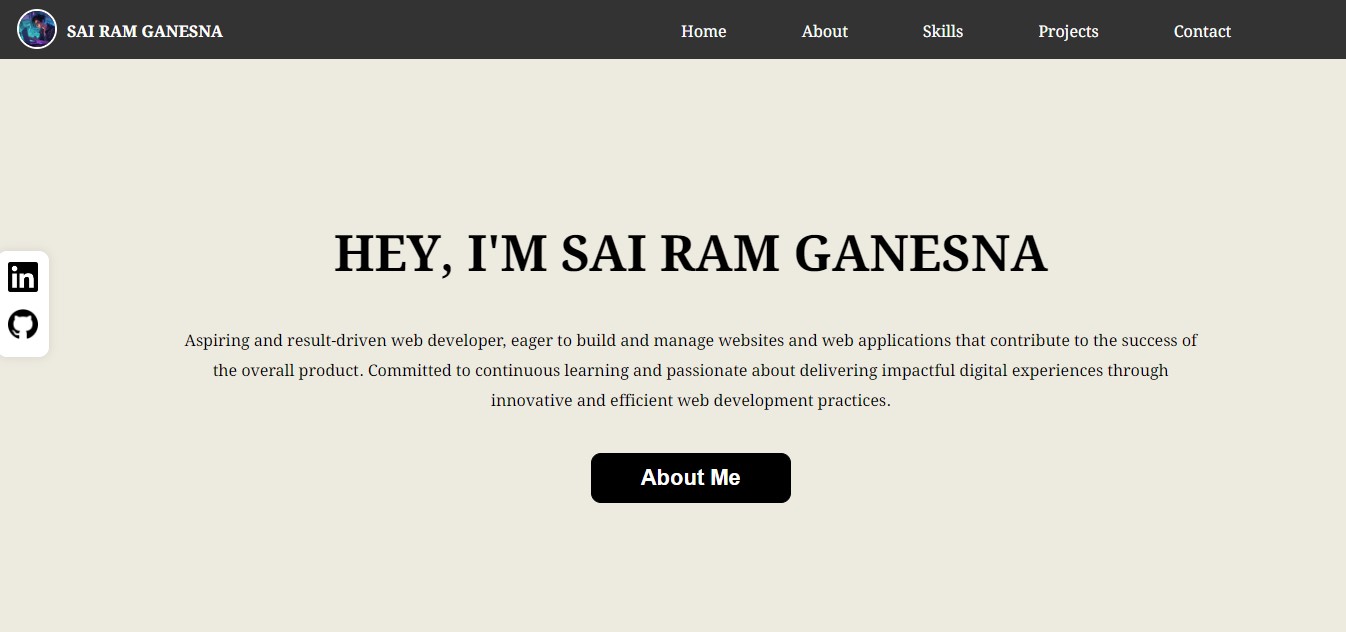 SAI RAM GANESNA
Home
About
Skills
Projects
Contact
HEY, I'M SAI RAM GANESNA
in
Aspiring and result-driven web developer, eager to build and manage websites and web applications that contribute to the success of
the overall product. Committed to continuous learning and passionate about delivering impactful digital experiences through
innovative and efficient web development practices.
About Me